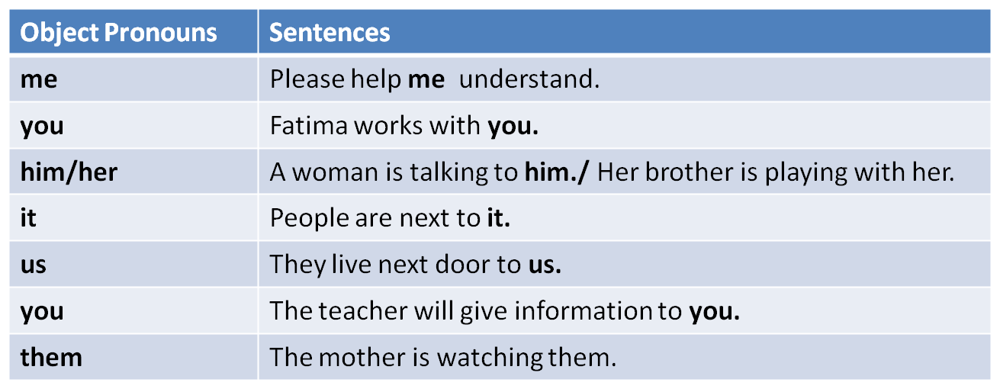 Object Pronouns Sentences
me Please help me  understand.
you Fatima works with you.
him/her A woman is talking to him./ Her brother is playing with her.
it People are next to it.
us They live next door to us.
you The teacher will give information to you.
them The mother is watching them.